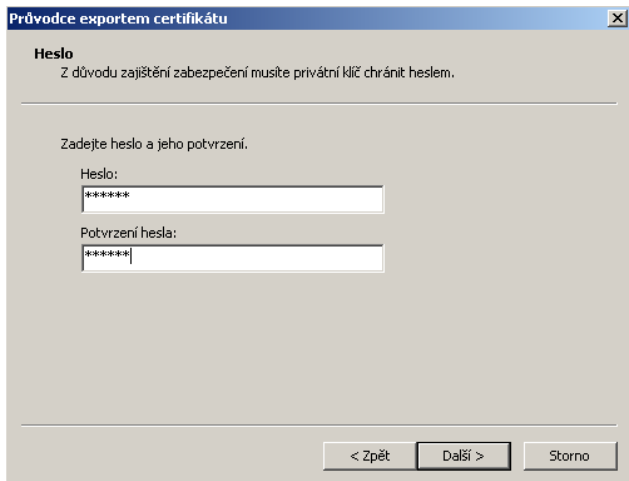 Průvodce exportem certifikátu
Heslo
Z důvodu zajištění zabezpečení musíte privátní klíč chránit heslem.
Zadejte heslo a jeho potvrzení.
Heslo:
******
Potvrzení hesla:
******
< Zpět Další > Storno